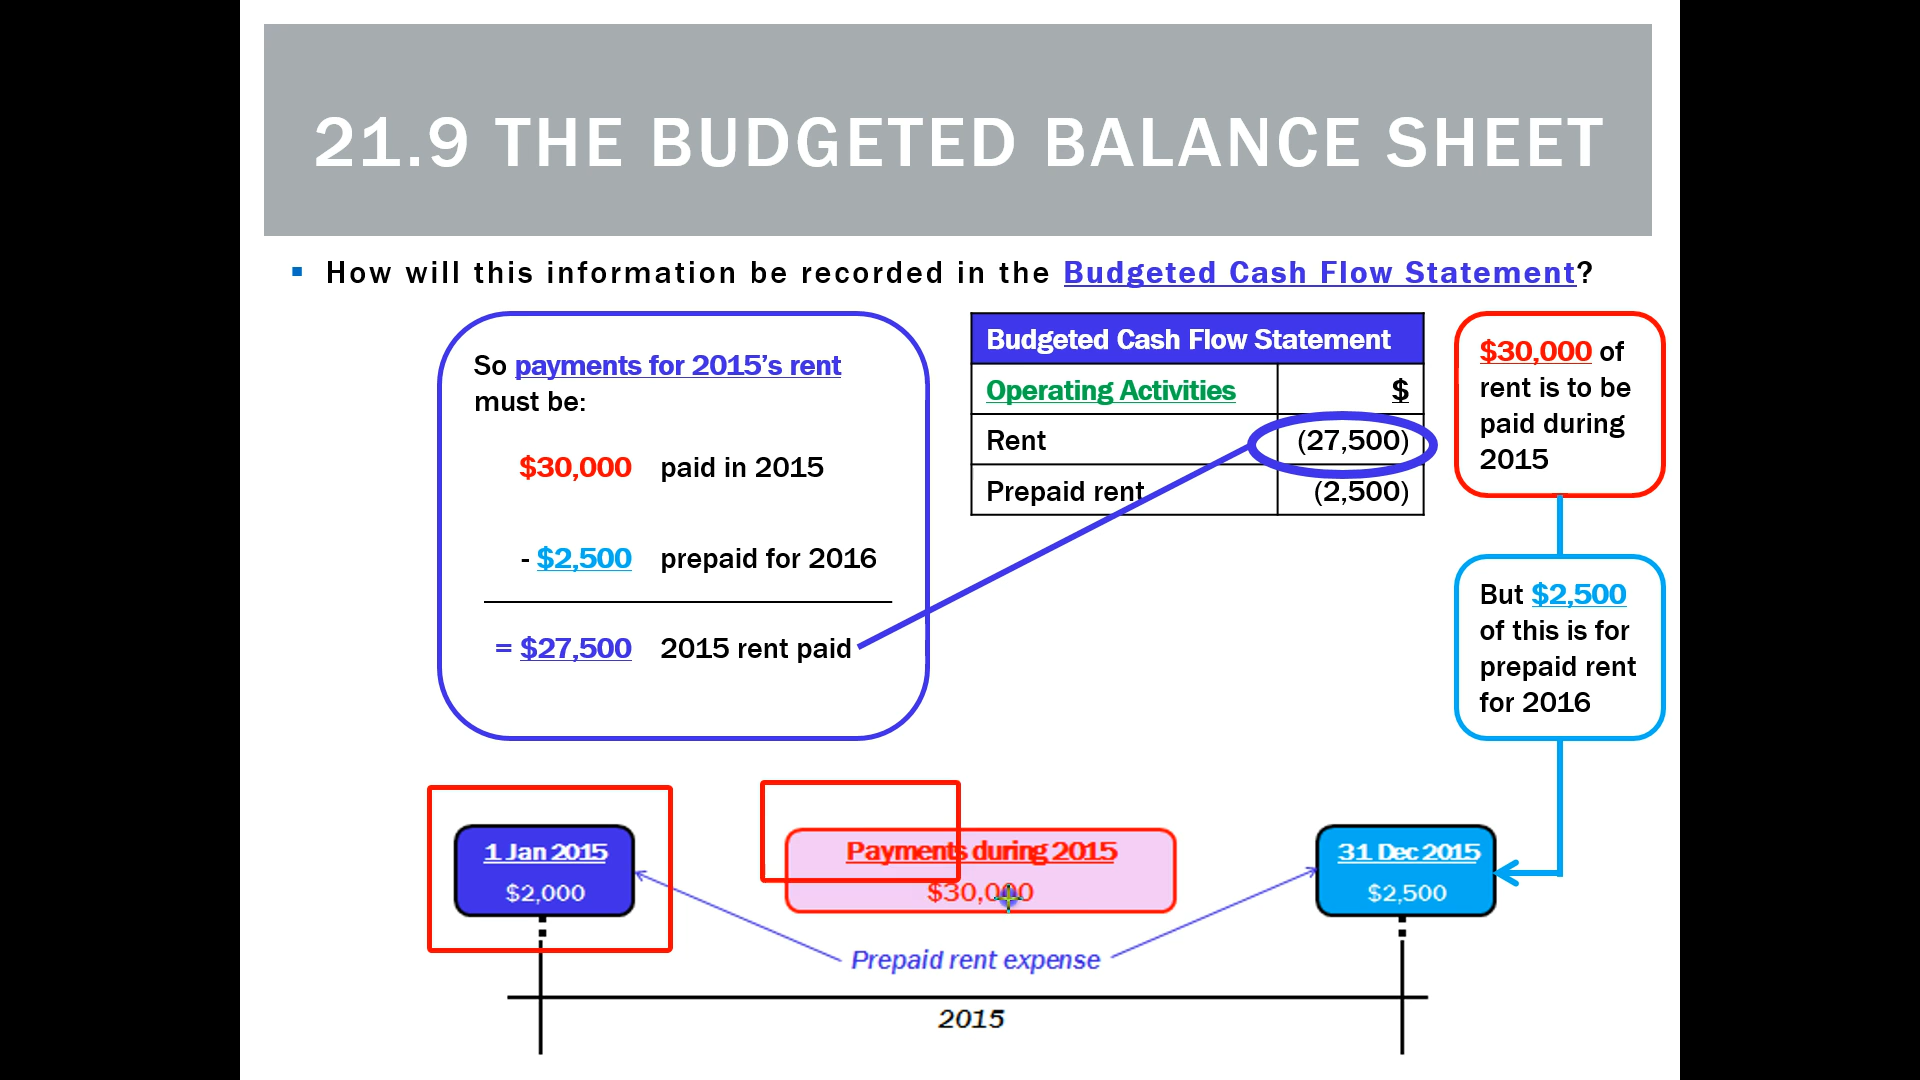 21.9 THE BUDGETED BALANCE SHEET
▪ How will this information be recorded in the Budgeted Cash Flow Statement?
So payments for 2015's rent
must be:
$30,000 paid in 2015
- $2,500 prepaid for 2016
= $27,500 2015 rent paid
Budgeted Cash Flow Statement
Operating Activities $
Rent (27,500)
Prepaid rent (2,500)
$30,000 of
rent is to be
paid during
2015
But $2,500
of this is for
prepaid rent
for 2016
1 Jan 2015
$2,000
Payments during 2015
$30,000
31 Dec 2015
$2,500
Prepaid rent expense
2015